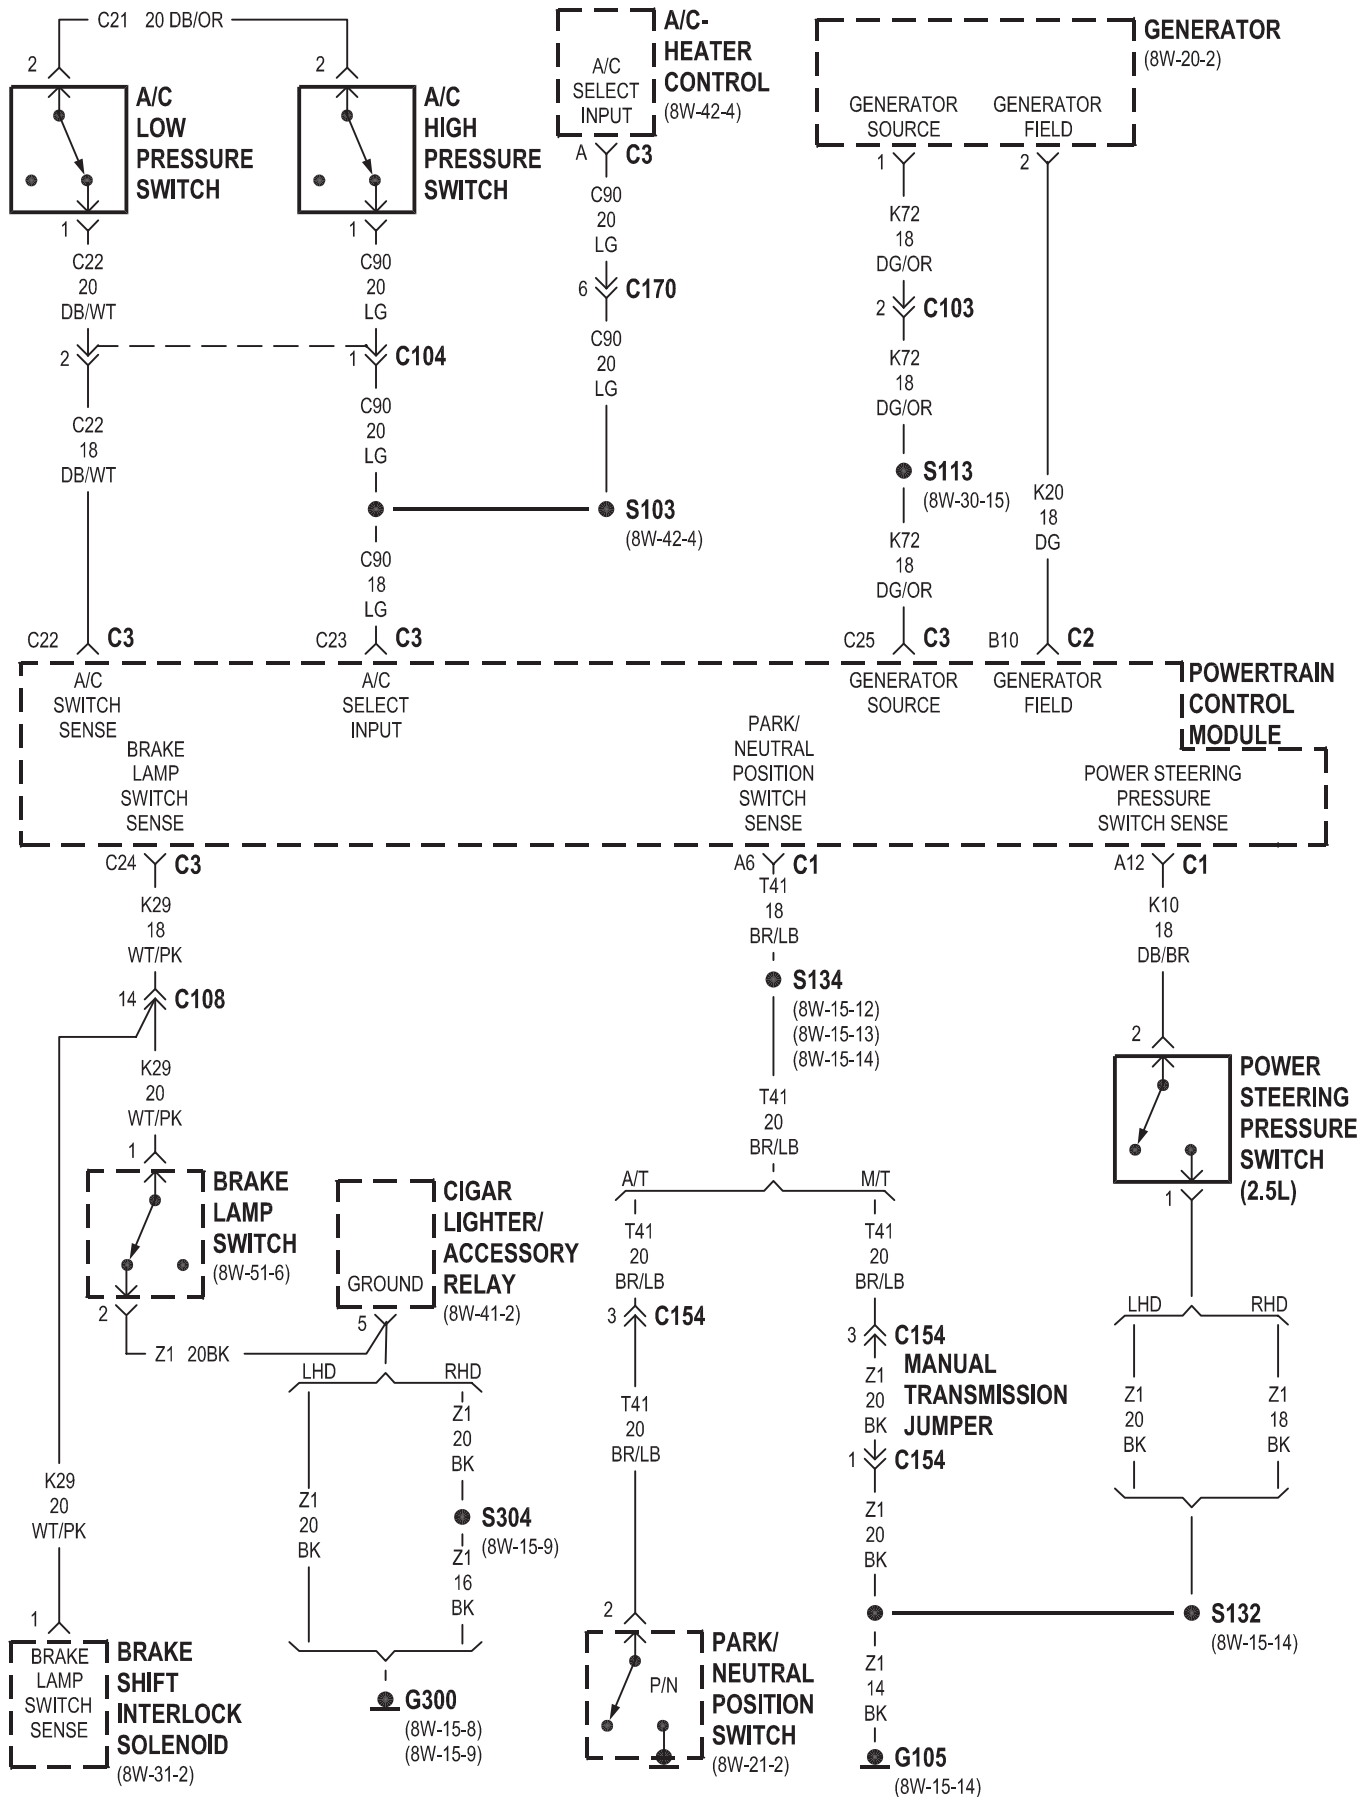 C21 20 DB/OR
2
2
A/C
LOW
PRESSURE
SWITCH
A/C
HIGH
PRESSURE
SWITCH
A/C
SELECT
INPUT
A/C-
HEATER
CONTROL
(8W-42-4)
GENERATOR
SOURCE
GENERATOR
FIELD
GENERATOR
(8W-20-2)
1
C22
20
DB/WT
2
C22
18
DB/WT
1
C90
20
LG
1
C104
C90
20
LG
C90
18
LG
A
C3
C90
20
LG
6
C170
C90
20
LG
S103
(8W-42-4)
1
K72
18
DG/OR
2
C103
K72
18
DG/OR
S113
(8W-30-15)
K72
18
DG/OR
2
K20
18
DG
C22
C3
C23
C3
C25
C3
B10
C2
A/C
SWITCH
SENSE
A/C
SELECT
INPUT
GENERATOR
SOURCE
GENERATOR
FIELD
POWERTRAIN
CONTROL
MODULE
BRAKE
LAMP
SWITCH
SENSE
PARK/
NEUTRAL
POSITION
SWITCH
SENSE
POWER STEERING
PRESSURE
SWITCH SENSE
C24
C3
K29
18
WT/PK
14
C108
K29
20
WT/PK
1
BRAKE
LAMP
SWITCH
(8W-51-6)
2
Z1 20BK
GROUND
CIGAR
LIGHTER/
ACCESSORY
RELAY
(8W-41-2)
5
LHD
RHD
Z1
20
BK
Z1
20
BK
S304
(8W-15-9)
Z1
16
BK
G300
(8W-15-8)
(8W-15-9)
K29
20
WT/PK
1
BRAKE
LAMP
SWITCH
SENSE
BRAKE
SHIFT
INTERLOCK
SOLENOID
(8W-31-2)
A6
C1
T41
18
BR/LB
S134
(8W-15-12)
(8W-15-13)
(8W-15-14)
T41
20
BR/LB
A/T
M/T
T41
20
BR/LB
3
C154
T41
20
BR/LB
2
P/N
PARK/
NEUTRAL
POSITION
SWITCH
(8W-21-2)
T41
20
BR/LB
3
C154
Z1
20
BK
MANUAL
TRANSMISSION
JUMPER
1
C154
Z1
20
BK
Z1
14
BK
G105
(8W-15-14)
A12
C1
K10
18
DB/BR
2
POWER
STEERING
PRESSURE
SWITCH
(2.5L)
1
LHD
RHD
Z1
20
BK
Z1
18
BK
S132
(8W-15-14)